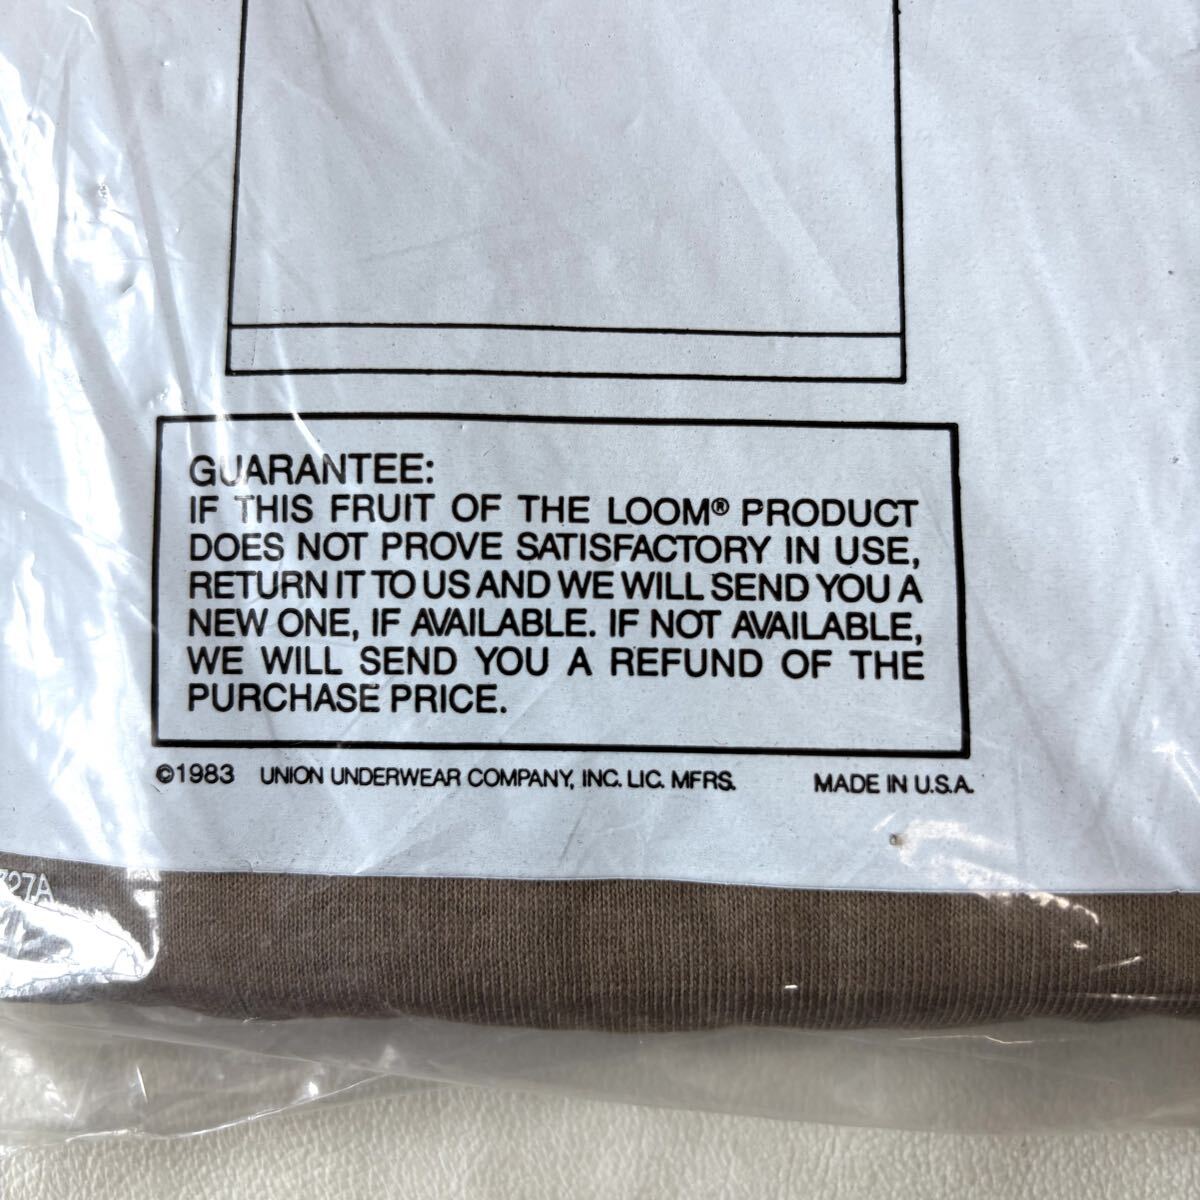 GUARANTEE:
IF THIS FRUIT OF THE LOOM® PRODUCT
DOES NOT PROVE SATISFACTORY IN USE,
RETURN IT TO US AND WE WILL SEND YOU A
NEW ONE, IF AVAILABLE. IF NOT AVAILABLE,
WE WILL SEND YOU A REFUND OF THE
PURCHASE PRICE.
©1983 UNION UNDERWEAR COMPANY, INC. LIC. MFRS. MADE IN U.S.A.
727A